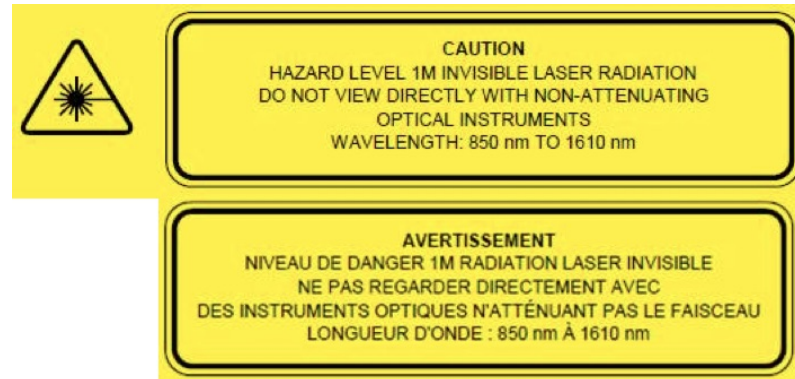 CAUTION
HAZARD LEVEL 1M INVISIBLE LASER RADIATION
DO NOT VIEW DIRECTLY WITH NON-ATTENUATING
OPTICAL INSTRUMENTS
WAVELENGTH: 850 nm TO 1610 nm
AVERTISSEMENT
NIVEAU DE DANGER 1M RADIATION LASER INVISIBLE
NE PAS REGARDER DIRECTEMENT AVEC
DES INSTRUMENTS OPTIQUES N'ATTÉNUANT PAS LE FAISCEAU
LONGUEUR D'ONDE : 850 nm À 1610 nm